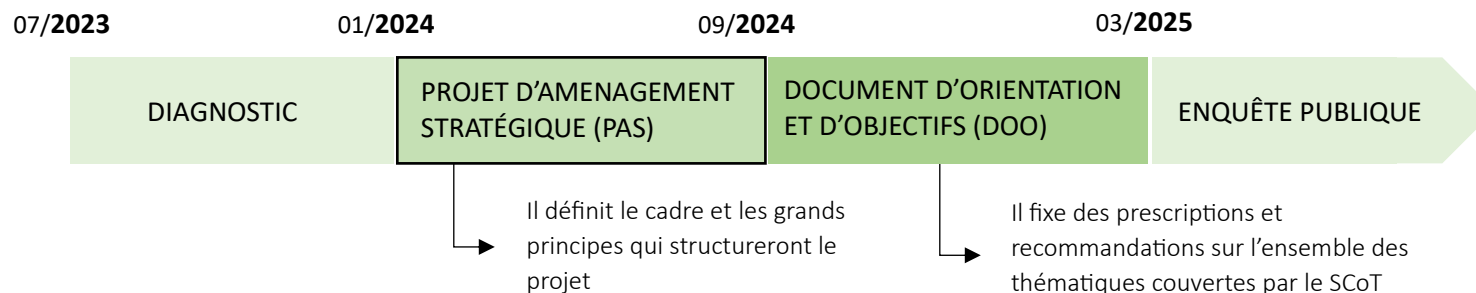 07/2023
01/2024
09/2024
03/2025
DIAGNOSTIC
PROJET D'AMENAGEMENT
STRATÉGIQUE (PAS)
DOCUMENT D'ORIENTATION
ET D'OBJECTIFS (DOO)
ENQUÊTE PUBLIQUE
Il définit le cadre et les grands
principes qui structureront le
projet
Il fixe des prescriptions et
recommandations sur l'ensemble des
thématiques couvertes par le SCoT